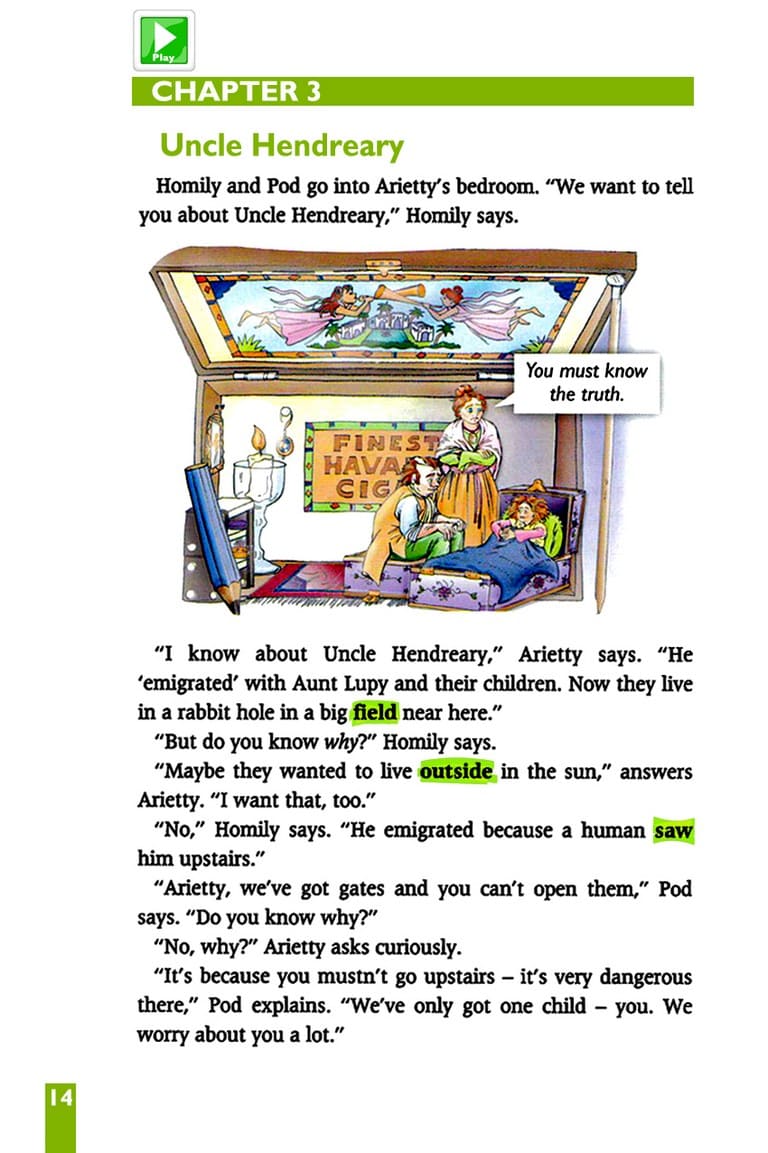 Play
CHAPTER 3
Uncle Hendreary
Homily and Pod go into Arietty's bedroom. "We want to tell
you about Uncle Hendreary," Homily says.
You must know
the truth.
FINEST
HAVA
CIG
"I know about Uncle Hendreary," Arietty says. "He
'emigrated' with Aunt Lupy and their children. Now they live
in a rabbit hole in a big field near here."
"But do you know why?" Homily says.
"Maybe they wanted to live outside in the sun," answers
Arietty. "I want that, too."
"No," Homily says. "He emigrated because a human saw
him upstairs."
"Arietty, we've got gates and you can't open them," Pod
says. "Do you know why?"
"No, why?" Arietty asks curiously.
"It's because you mustn't go upstairs – it's very dangerous
there," Pod explains. "We've only got one child – you. We
worry about you a lot."
14